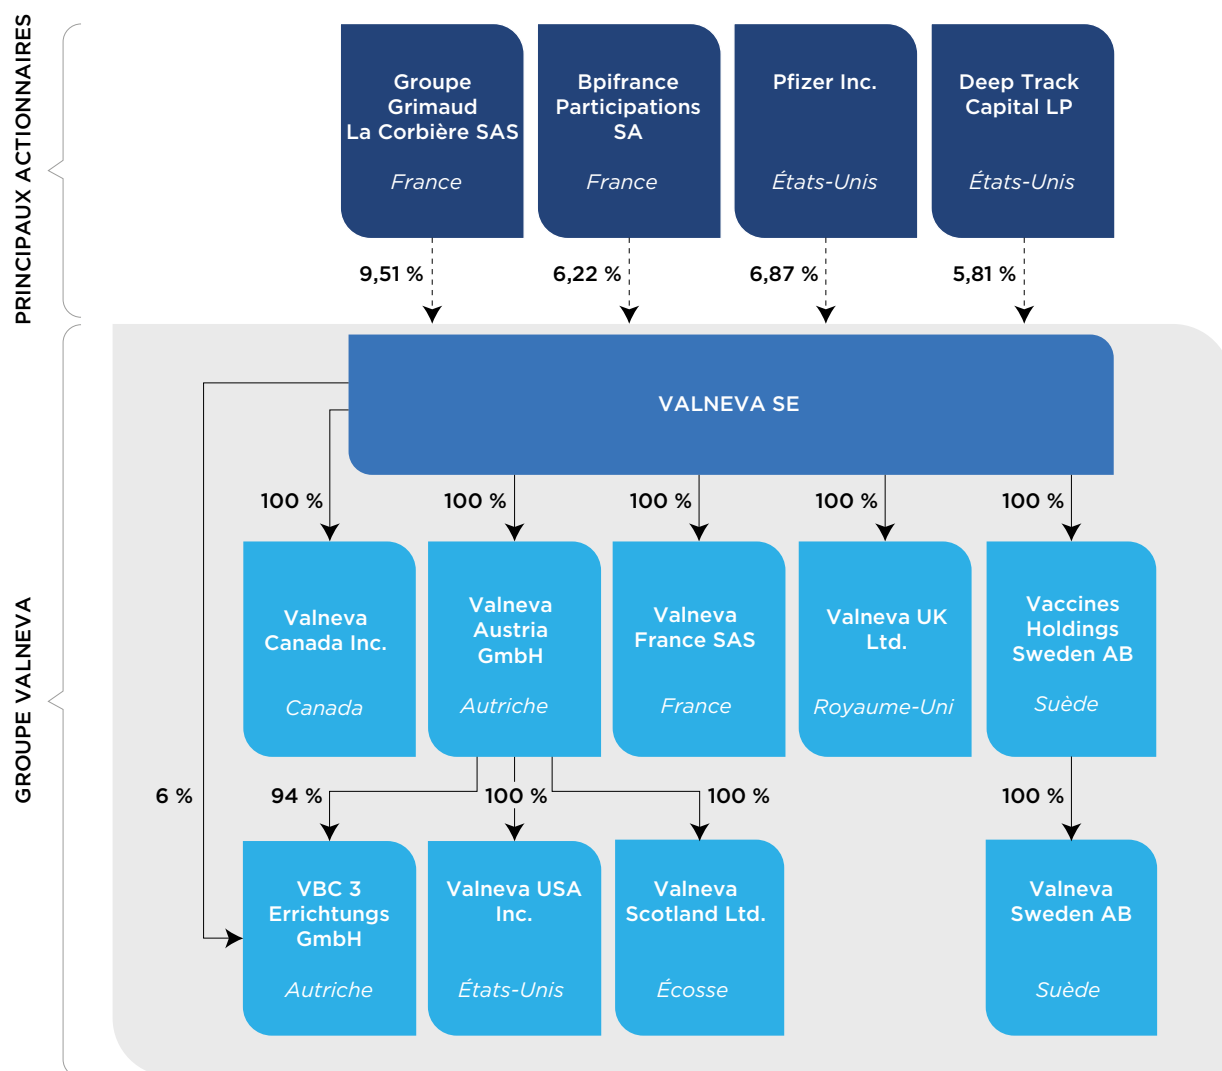 PRINCIPAUX ACTIONNAIRES
Groupe
Grimaud
La Corbière SAS
France
Bpifrance
Participations
SA
France
Pfizer Inc.
États-Unis
Deep Track
Capital LP
États-Unis
9,51 %
6,22 %
6,87 %
5,81 %
GROUPE VALNEVA
VALNEVA SE
100 %
100 %
100 %
100 %
100 %
Valneva
Canada Inc.
Canada
Valneva
Austria
GmbH
Autriche
Valneva
France SAS
France
Valneva UK
Ltd.
Royaume-Uni
Vaccines
Holdings
Sweden AB
Suède
6 %
94 %
100 %
100 %
100 %
VBC 3
Errichtungs
GmbH
Autriche
Valneva USA
Inc.
États-Unis
Valneva
Scotland Ltd.
Écosse
Valneva
Sweden AB
Suède